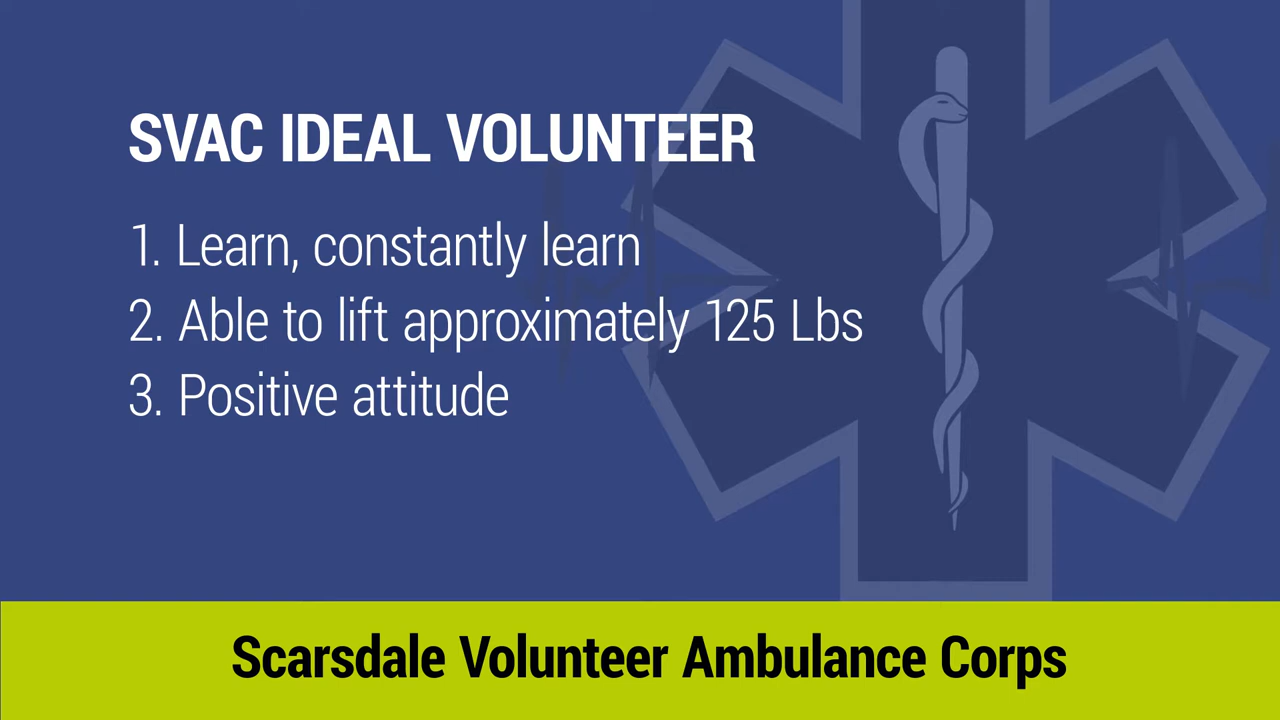 SVAC IDEAL VOLUNTEER
1. Learn, constantly learn
2. Able to lift approximately 125 Lbs
3. Positive attitude
Scarsdale Volunteer Ambulance Corps